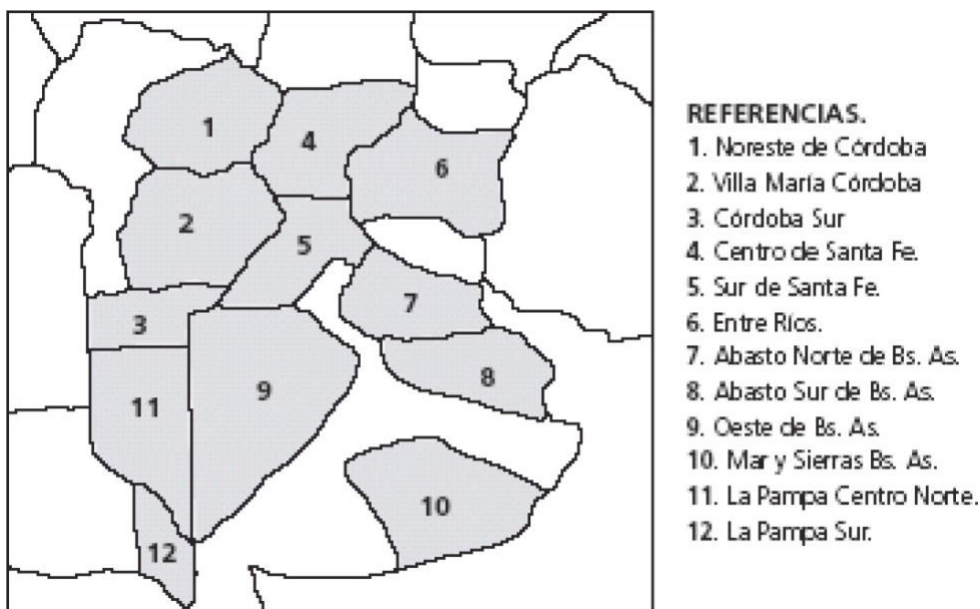 1
4
6
2
5
7
3
8
9
11
10
12
REFERENCIAS.
1. Noreste de Córdoba
2. Villa María Córdoba
3. Córdoba Sur
4. Centro de Santa Fe.
5. Sur de Santa Fe.
6. Entre Ríos.
7. Abasto Norte de Bs. As.
8. Abasto Sur de Bs. As.
9. Oeste de Bs. As.
10. Mar y Sierras Bs. As.
11. La Pampa Centro Norte.
12. La Pampa Sur.